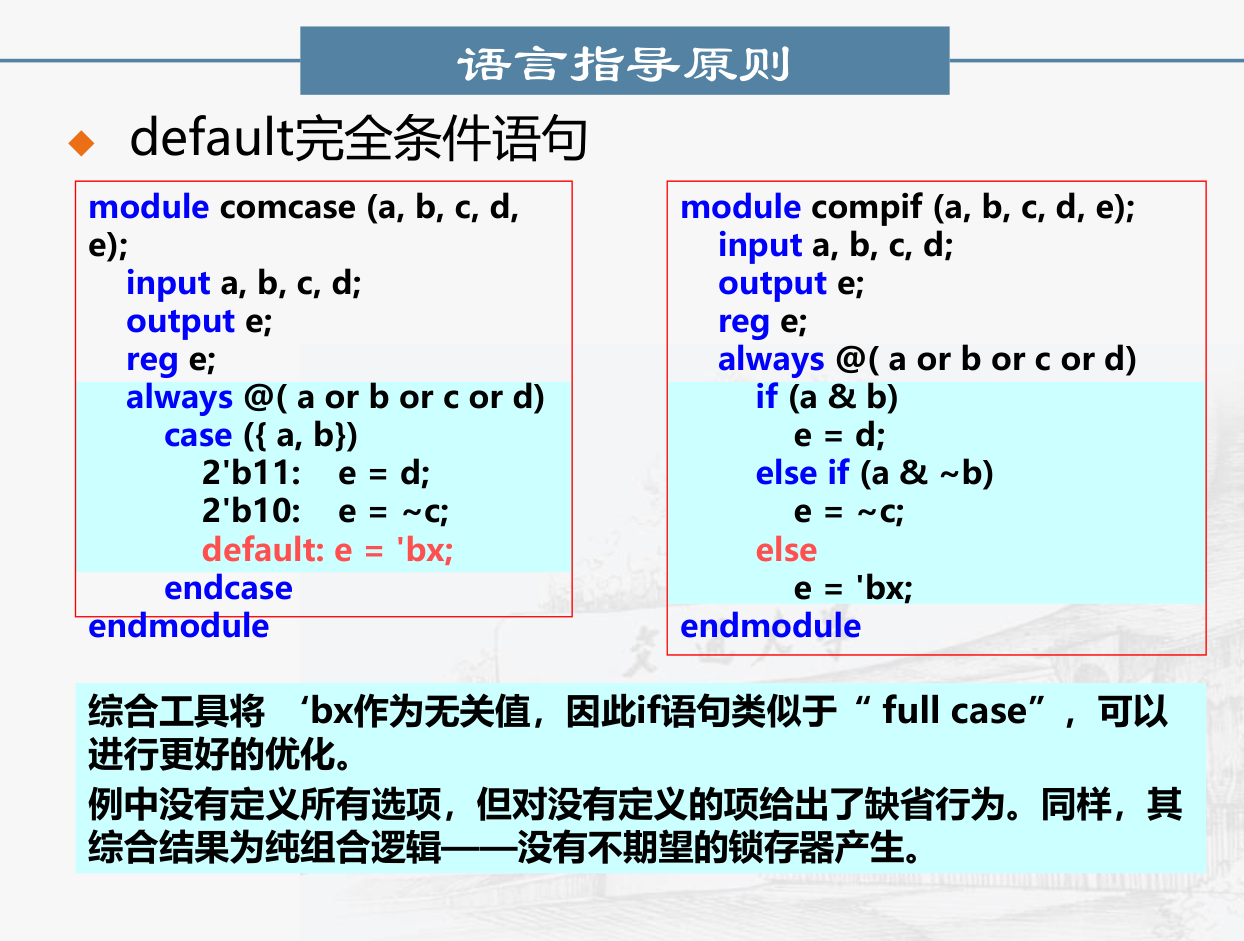 语言指导原则
default完全条件语句
module comcase (a, b, c, d,
e);
input a, b, c, d;
output e;
reg e;
always @( a or b or c or d)
case ({ a, b})
2'b11: e = d;
2'b10: e = ~c;
default: e = 'bx;
endcase
endmodule
module compif (a, b, c, d, e);
input a, b, c, d;
output e;
reg e;
always @( a or b or c or d)
if (a & b)
e = d;
else if (a & ~b)
e = ~c;
else
e = 'bx;
endmodule
综合工具将 ‘bx作为无关值，因此if语句类似于“ full case”，可以
进行更好的优化。
例中没有定义所有选项，但对没有定义的项给出了缺省行为。同样，其
综合结果为纯组合逻辑——没有不期望的锁存器产生。
交通大学